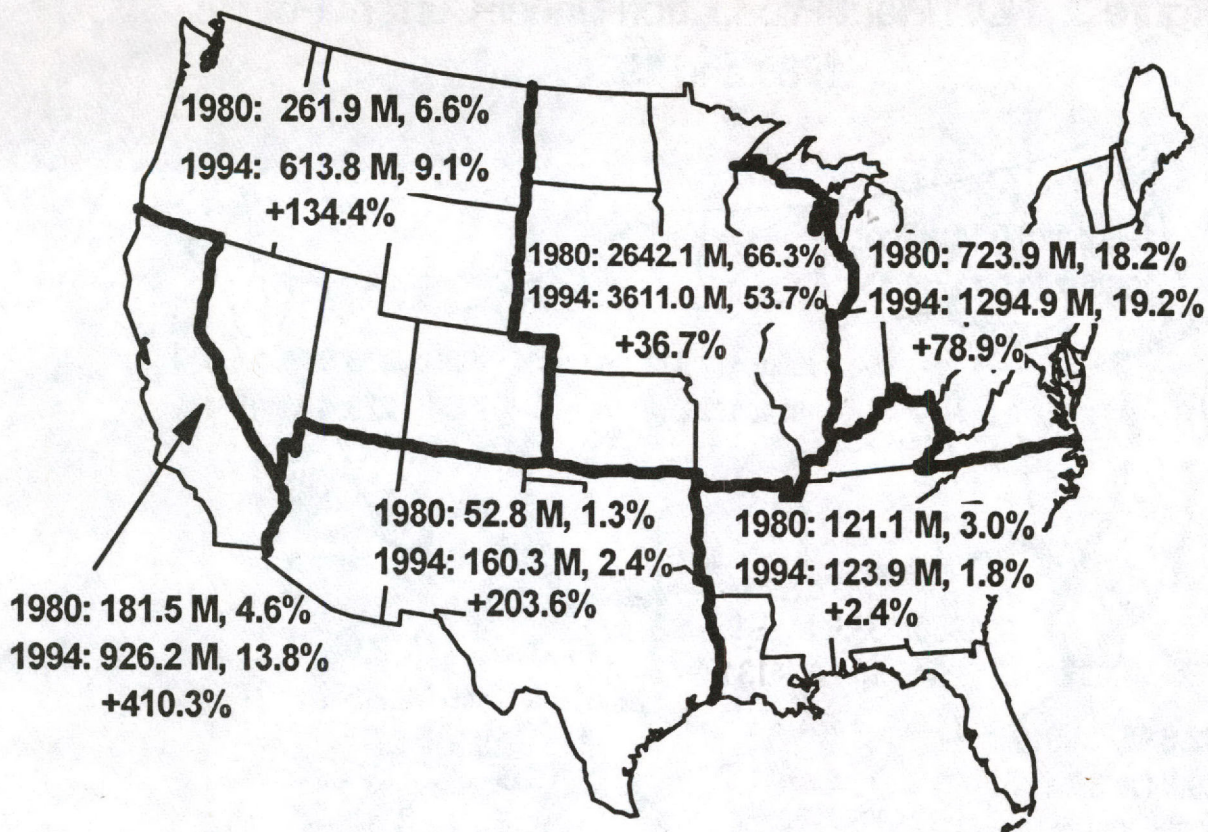 1980: 261.9 M, 6.6%
1994: 613.8 M, 9.1%
+134.4%
1980: 2642.1 M, 66.3%
1994: 3611.0 M, 53.7%
+36.7%
1980: 723.9 M, 18.2%
1994: 1294.9 M, 19.2%
+78.9%
1980: 52.8 M, 1.3%
1994: 160.3 M, 2.4%
+203.6%
1980: 121.1 M, 3.0%
1994: 123.9 M, 1.8%
+2.4%
1980: 181.5 M, 4.6%
1994: 926.2 M, 13.8%
+410.3%